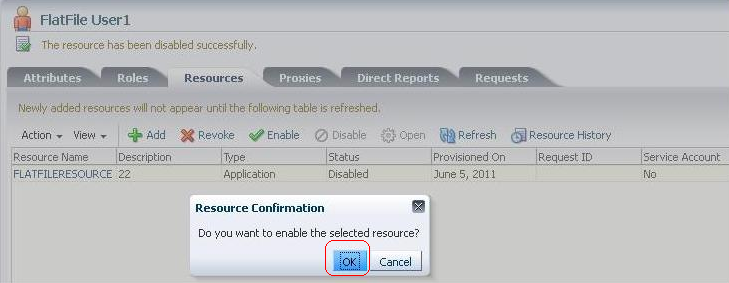 FlatFile User1
The resource has been disabled successfully.
Attributes Roles Resources Proxies Direct Reports Requests
Newly added resources will not appear until the following table is refreshed.
Action View Add Revoke Enable Disable Open Refresh Resource History
Resource Name Description Type Status Provisioned On Request ID Service Account
FLATFILERESOURCE 22 Application Disabled June 5, 2011 No
Resource Confirmation
Do you want to enable the selected resource?
OK Cancel